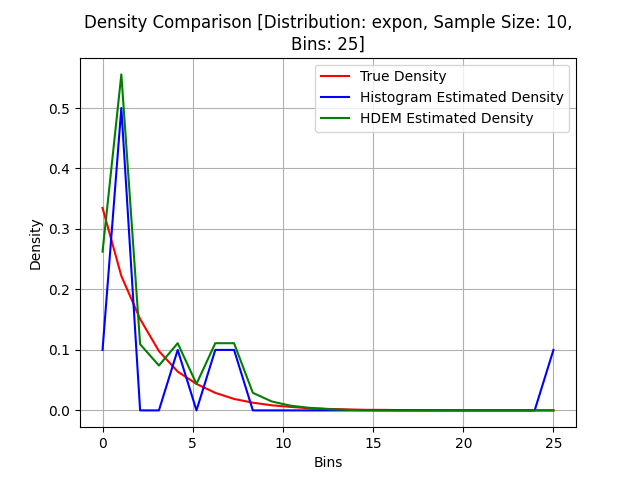 Density Comparison [Distribution: expon, Sample Size: 10,
Bins: 25]
True Density
Histogram Estimated Density
HDEM Estimated Density
Density
0.5
0.4
0.3
0.2
0.1
0.0
0 5 10 15 20 25
Bins